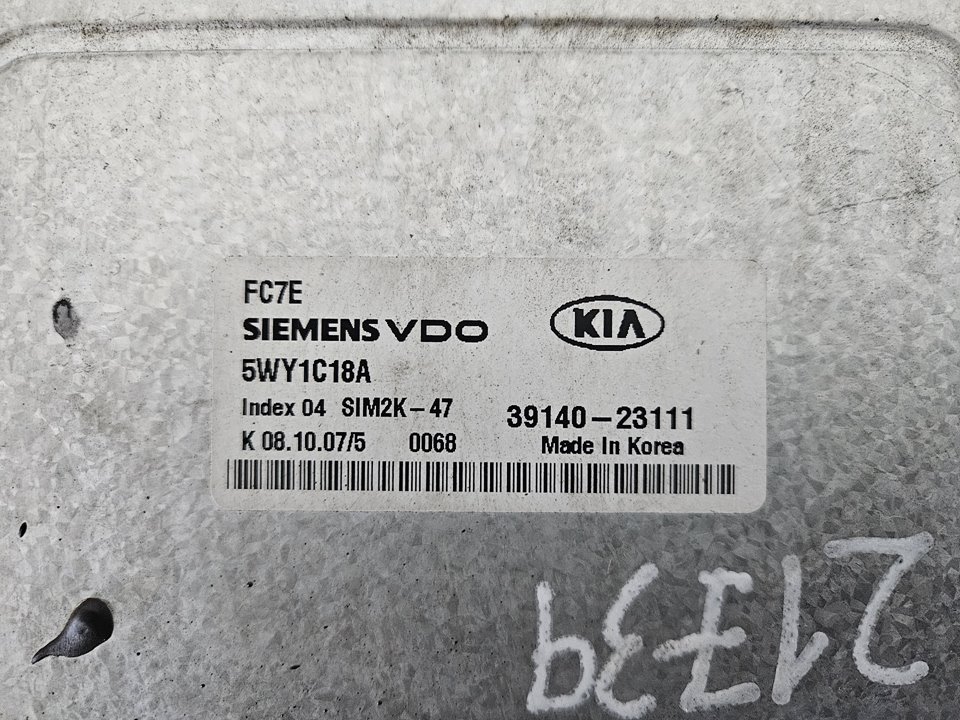 FC7E
SIEMENS VDO
KIA
5WY1C18A
Index 04 SIM2K-47
39140-23111
K 08.10.07/5 0068
Made In Korea
21739